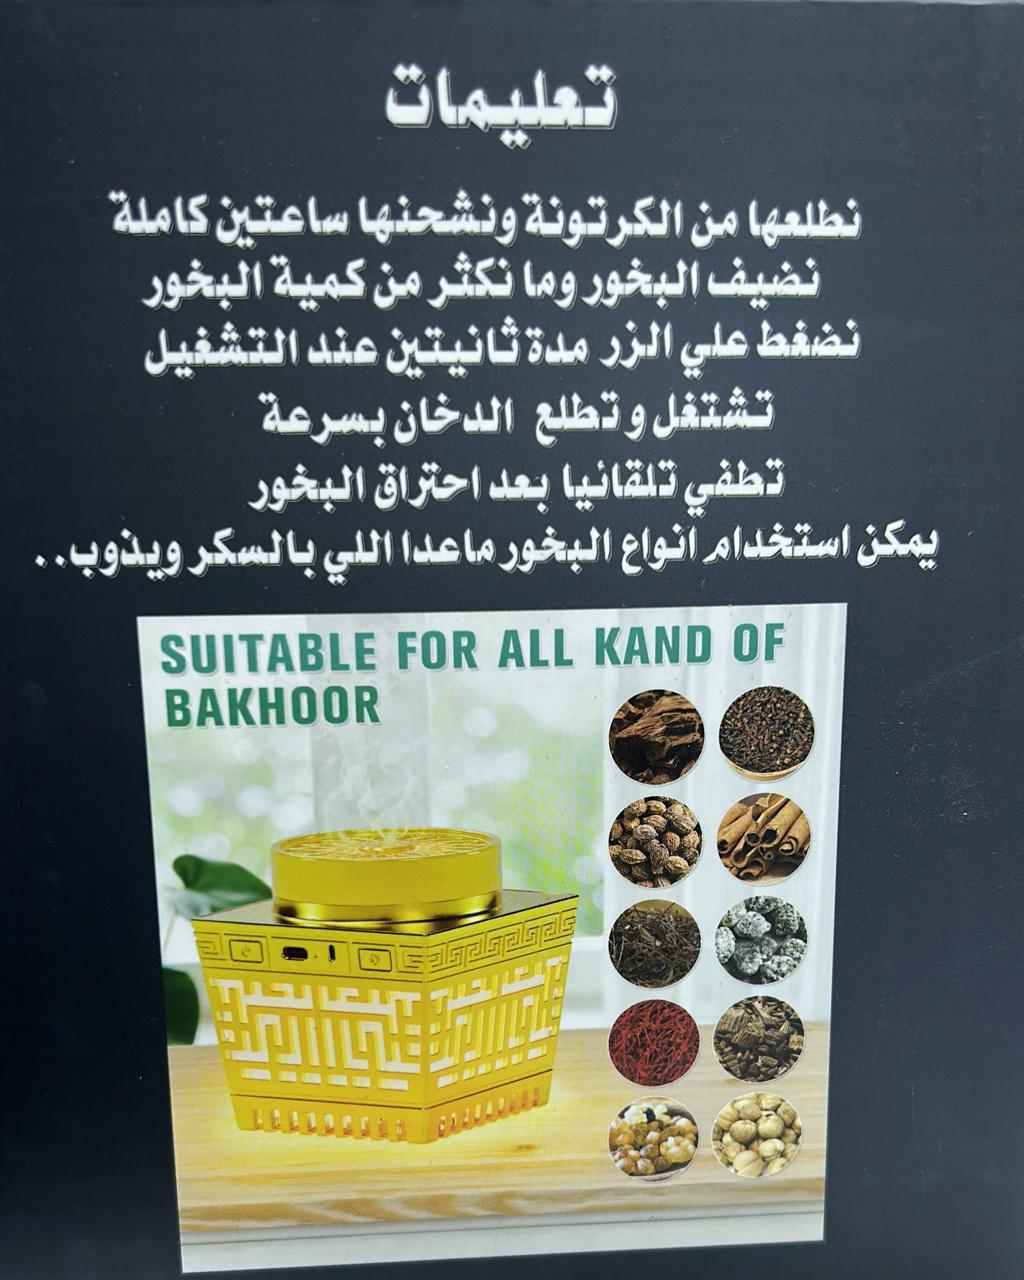 تعليمات
نطلعها من الكرتونة ونشحنها ساعتين كاملة
نضيف البخور وما نكثر من كمية البخور
نضغط علي الزر مدة ثانيتين عند التشغيل
تشتغل و تطلع الدخان بسرعة
تطفي تلقائيا بعد احتراق البخور
يمكن استخدام انواع البخور ماعدا اللي بالسكر ويذوب..
SUITABLE FOR ALL KAND OF
BAKHOOR